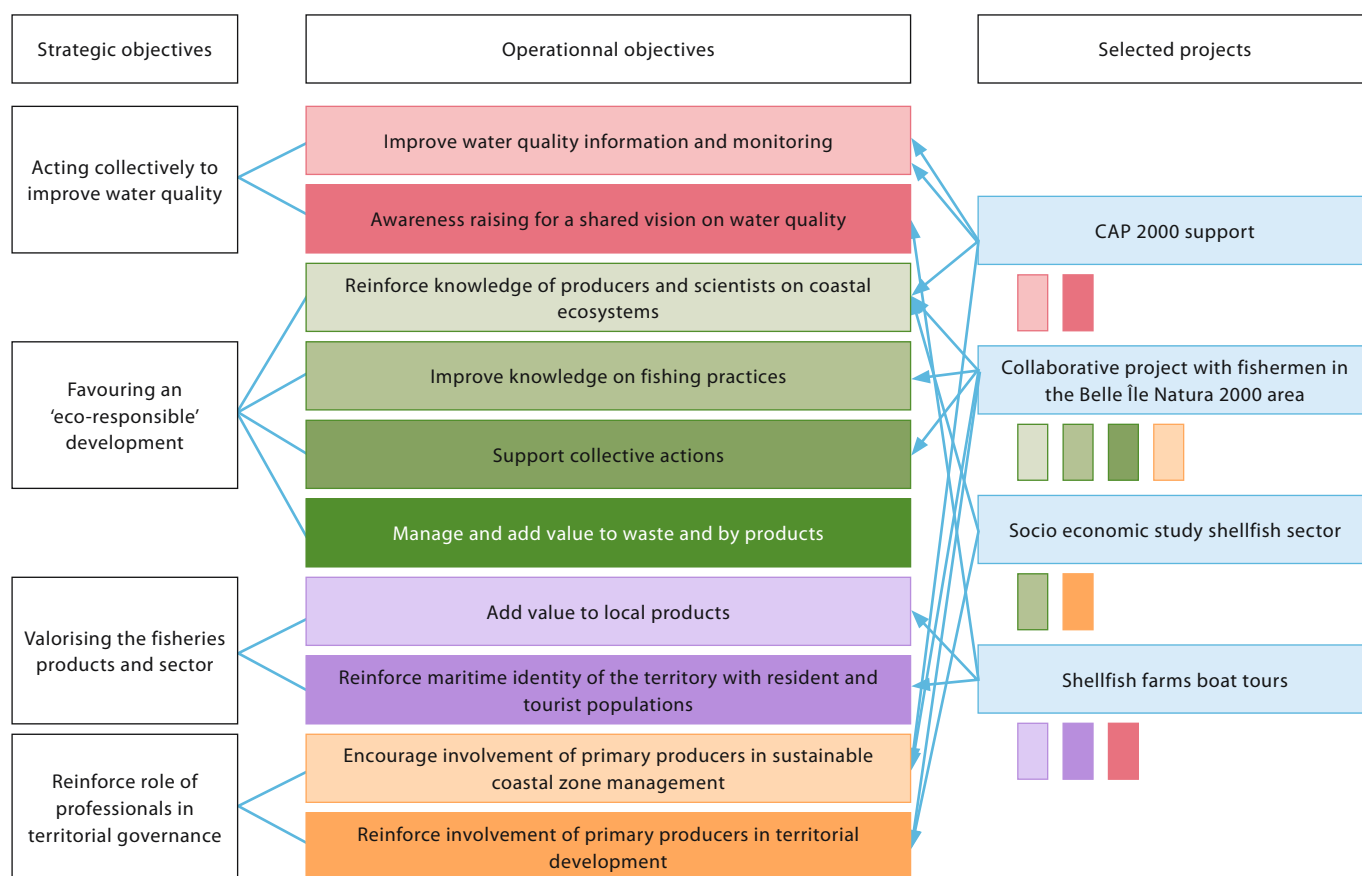 Strategic objectives
Operationnal objectives
Selected projects
Acting collectively to
improve water quality
Improve water quality information and monitoring
Awareness raising for a shared vision on water quality
CAP 2000 support
Favouring an
‘eco-responsible’
development
Reinforce knowledge of producers and scientists on coastal
ecosystems
Improve knowledge on fishing practices
Support collective actions
Manage and add value to waste and by products
Collaborative project with fishermen in
the Belle Île Natura 2000 area
Socio economic study shellfish sector
Valorising the fisheries
products and sector
Add value to local products
Reinforce maritime identity of the territory with resident and
tourist populations
Shellfish farms boat tours
Reinforce role of
professionals in
territorial governance
Encourage involvement of primary producers in sustainable
coastal zone management
Reinforce involvement of primary producers in territorial
development